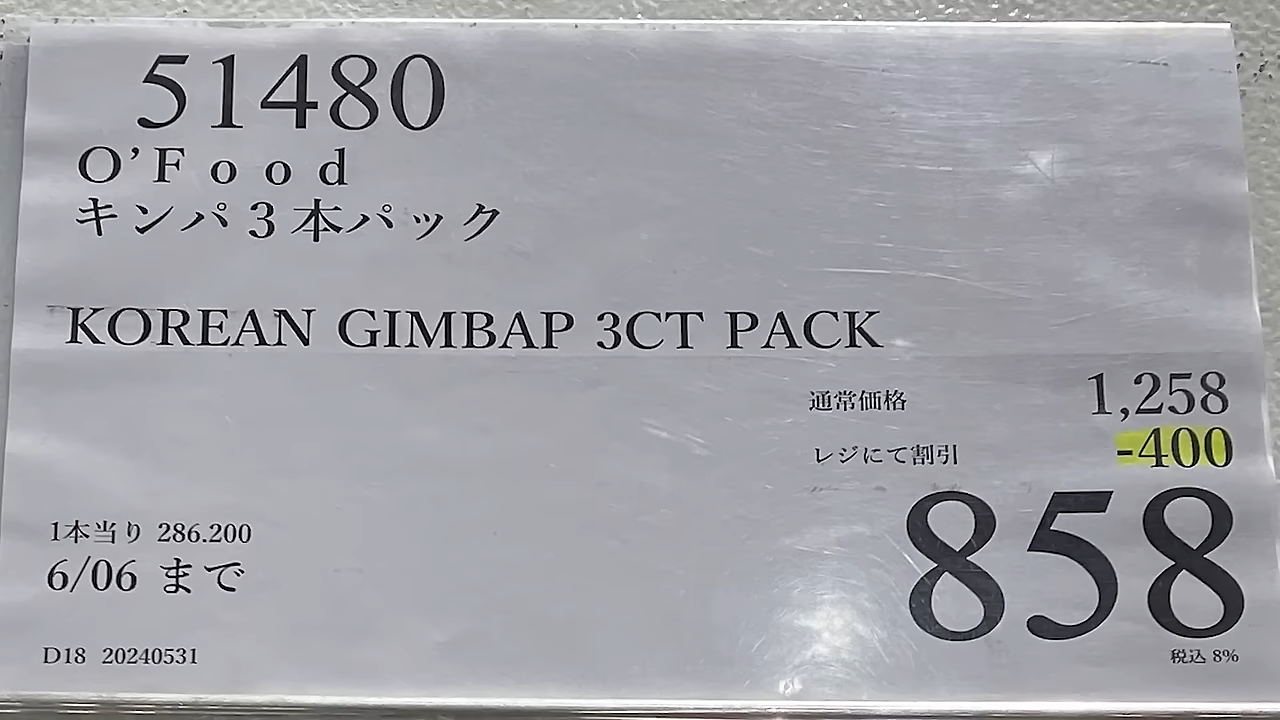 51480
O'Food
キンパ3本パック
KOREAN GIMBAP 3CT PACK
通常価格 1,258
レジにて割引 -400
858
税込 8%
1本当り 286.200
6/06 まで
D18 20240531